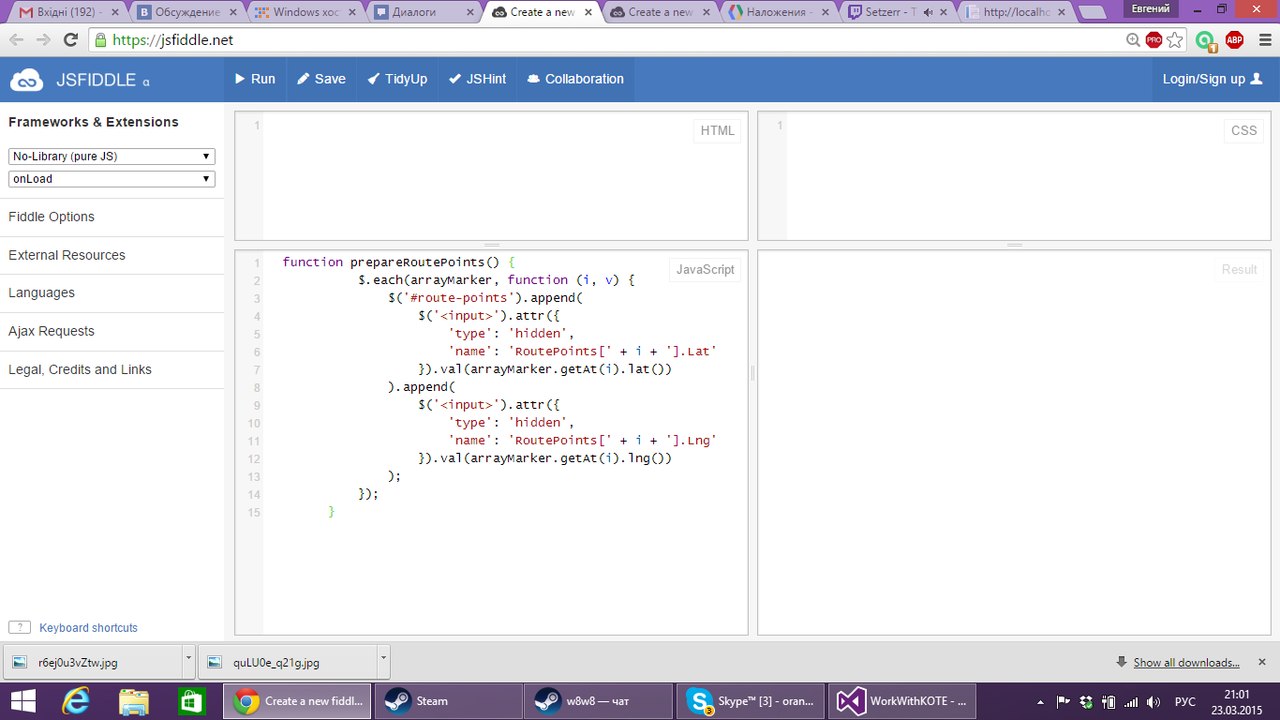 Вхідні (192) -
Обсуждение
Windows хос
Диалоги
Create a new
Create a new
Наложения -
Setzerr - T
http://localho
Евгений
https://jsfiddle.net
PRO
1
ABP
JSFIDDLE α
Run
Save
TidyUp
JSHint
Collaboration
Login/Sign up
Frameworks & Extensions
No-Library (pure JS)
onLoad
Fiddle Options
External Resources
Languages
Ajax Requests
Legal, Credits and Links
? Keyboard shortcuts
1
HTML
1
CSS
JavaScript
1 function prepareRoutePoints() {
2 $.each(arrayMarker, function (i, v) {
3 $('#route-points').append(
4 $('<input>').attr({
5 'type': 'hidden',
6 'name': 'RoutePoints[' + i + '].Lat'
7 }).val(arrayMarker.getAt(i).lat())
8 ).append(
9 $('<input>').attr({
10 'type': 'hidden',
11 'name': 'RoutePoints[' + i + '].Lng'
12 }).val(arrayMarker.getAt(i).lng())
13 );
14 });
15 }
Result
r6ej0u3vZtw.jpg
quLU0e_q21g.jpg
Show all downloads...
Create a new fiddl...
Steam
w8w8 — чат
3
Skype™ [3] - oran...
WorkWithKOTE - ...
РУС
21:01
23.03.2015